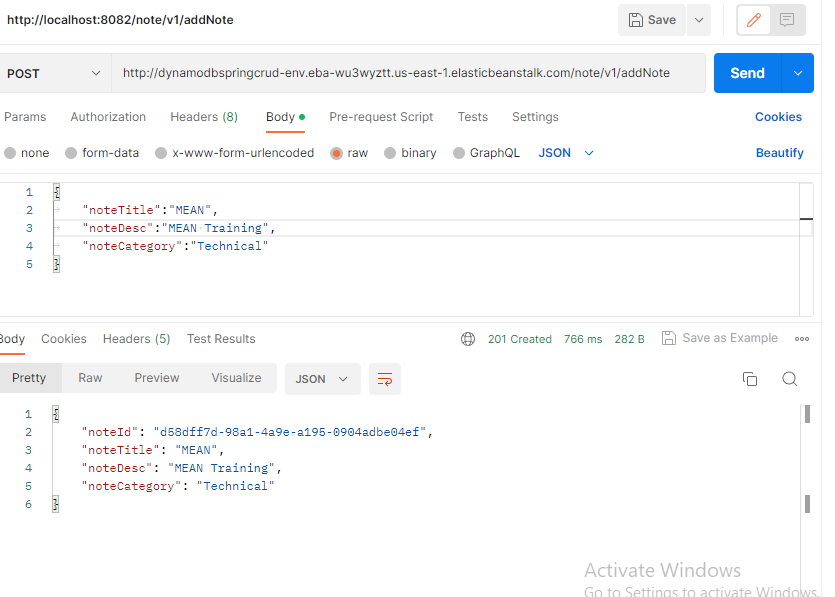 http://localhost:8082/note/v1/addNote Save
POST http://dynamodbspringcrud-env.eba-wu3wyztt.us-east-1.elasticbeanstalk.com/note/v1/addNote Send
Params Authorization Headers (8) Body Pre-request Script Tests Settings Cookies
none form-data x-www-form-urlencoded raw binary GraphQL JSON Beautify
1 {
2 "noteTitle":"MEAN",
3 "noteDesc":"MEAN Training",
4 "noteCategory":"Technical"
5 }
Body Cookies Headers (5) Test Results 201 Created 766 ms 282 B Save as Example
Pretty Raw Preview Visualize JSON
1 {
2 "noteId": "d58dff7d-98a1-4a9e-a195-0904adbe04ef",
3 "noteTitle": "MEAN",
4 "noteDesc": "MEAN Training",
5 "noteCategory": "Technical"
6 }
Activate Windows
Go to Settings to activate Windows.